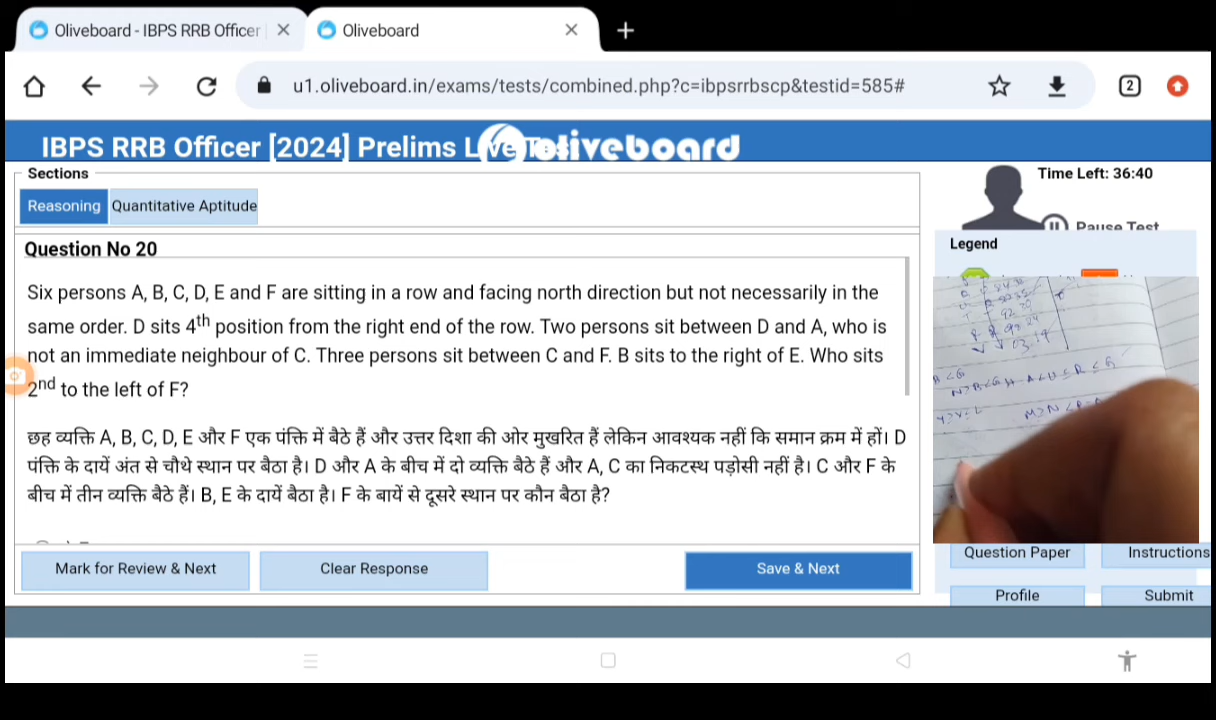 Oliveboard - IBPS RRB Officer
Oliveboard
u1.oliveboard.in/exams/tests/combined.php?c=ibpsrrbscp&testid=585#
2
IBPS RRB Officer [2024] Prelims Live Test
oliveboard
Sections
Time Left: 36:40
Reasoning
Quantitative Aptitude
Pause Test
Question No 20
Legend
Six persons A, B, C, D, E and F are sitting in a row and facing north direction but not necessarily in the
same order. D sits 4th position from the right end of the row. Two persons sit between D and A, who is
not an immediate neighbour of C. Three persons sit between C and F. B sits to the right of E. Who sits
2nd to the left of F?
छह व्यक्ति A, B, C, D, E और F एक पंक्ति में बैठे हैं और उत्तर दिशा की ओर मुखरित हैं लेकिन आवश्यक नहीं कि समान क्रम में हों। D
पंक्ति के दायें अंत से चौथे स्थान पर बैठा है। D और A के बीच में दो व्यक्ति बैठे हैं और A, C का निकटस्थ पड़ोसी नहीं है। C और F के
बीच में तीन व्यक्ति बैठे हैं। B, E के दायें बैठा है। F के बायें से दूसरे स्थान पर कौन बैठा है?
Mark for Review & Next
Clear Response
Save & Next
Question Paper
Instructions
Profile
Submit